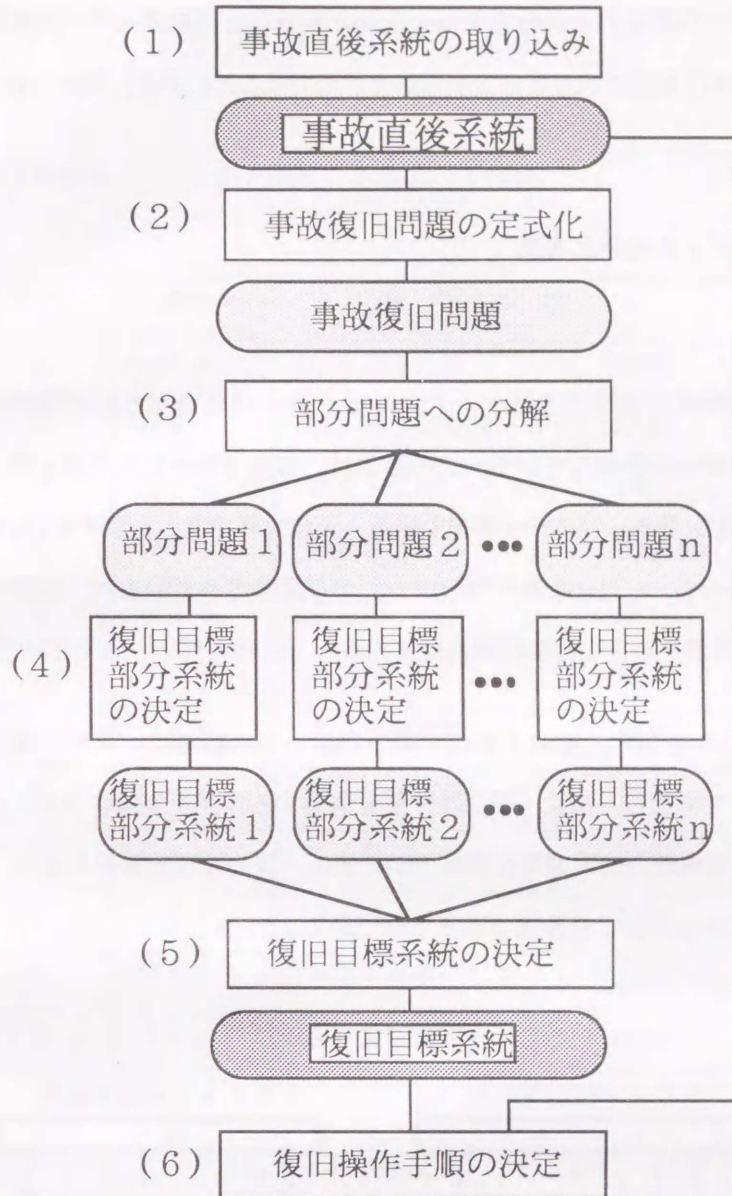 (1) 事故直後系統の取り込み
事故直後系統
(2) 事故復旧問題の定式化
事故復旧問題
(3) 部分問題への分解
部分問題1 部分問題2 ••• 部分問題n
(4) 復旧目標 復旧目標 復旧目標
部分系統 部分系統 ••• 部分系統
の決定 の決定 の決定
復旧目標 復旧目標 ••• 復旧目標
部分系統1 部分系統2 部分系統n
(5) 復旧目標系統の決定
復旧目標系統
(6) 復旧操作手順の決定